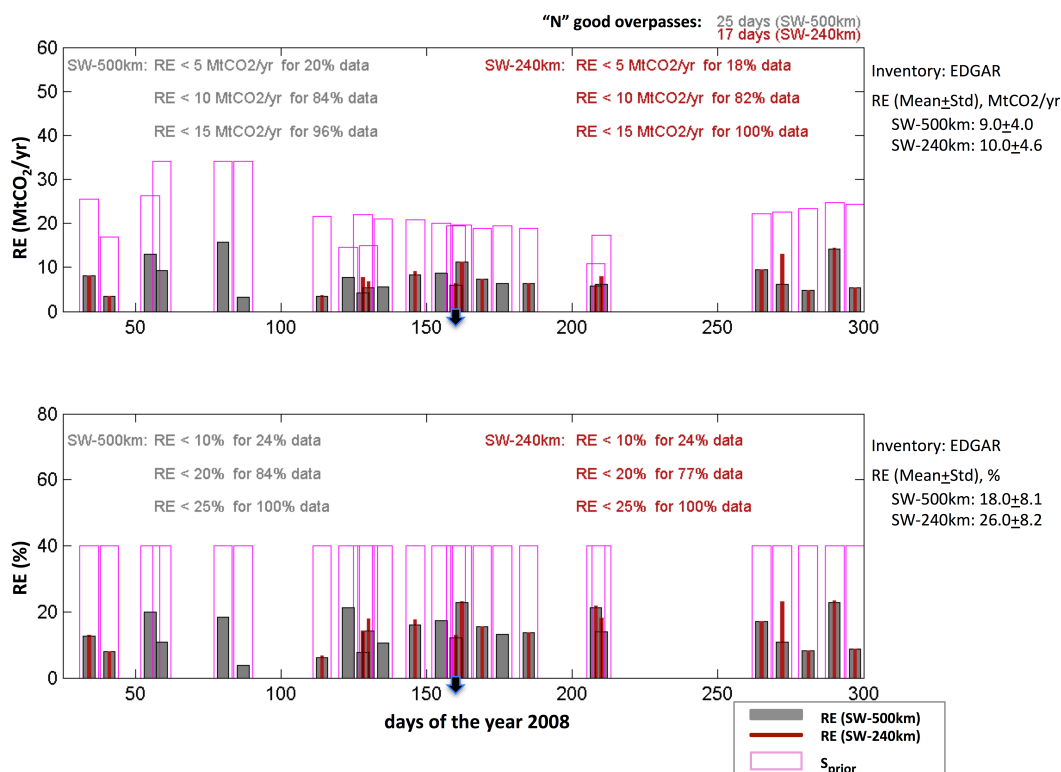 “N” good overpasses: 25 days (SW-500km)
17 days (SW-240km)
60
50
40
30
20
10
0
RE (MtCO2/yr)
SW-500km: RE < 5 MtCO2/yr for 20% data
RE < 10 MtCO2/yr for 84% data
RE < 15 MtCO2/yr for 96% data
SW-240km: RE < 5 MtCO2/yr for 18% data
RE < 10 MtCO2/yr for 82% data
RE < 15 MtCO2/yr for 100% data
Inventory: EDGAR
RE (Mean±Std), MtCO2/yr
SW-500km: 9.0±4.0
SW-240km: 10.0±4.6
50 100 150 200 250 300
80
60
40
20
0
RE (%)
SW-500km: RE < 10% for 24% data
RE < 20% for 84% data
RE < 25% for 100% data
SW-240km: RE < 10% for 24% data
RE < 20% for 77% data
RE < 25% for 100% data
Inventory: EDGAR
RE (Mean±Std), %
SW-500km: 18.0±8.1
SW-240km: 26.0±8.2
50 100 150 200 250 300
days of the year 2008
RE (SW-500km)
RE (SW-240km)
Sprior